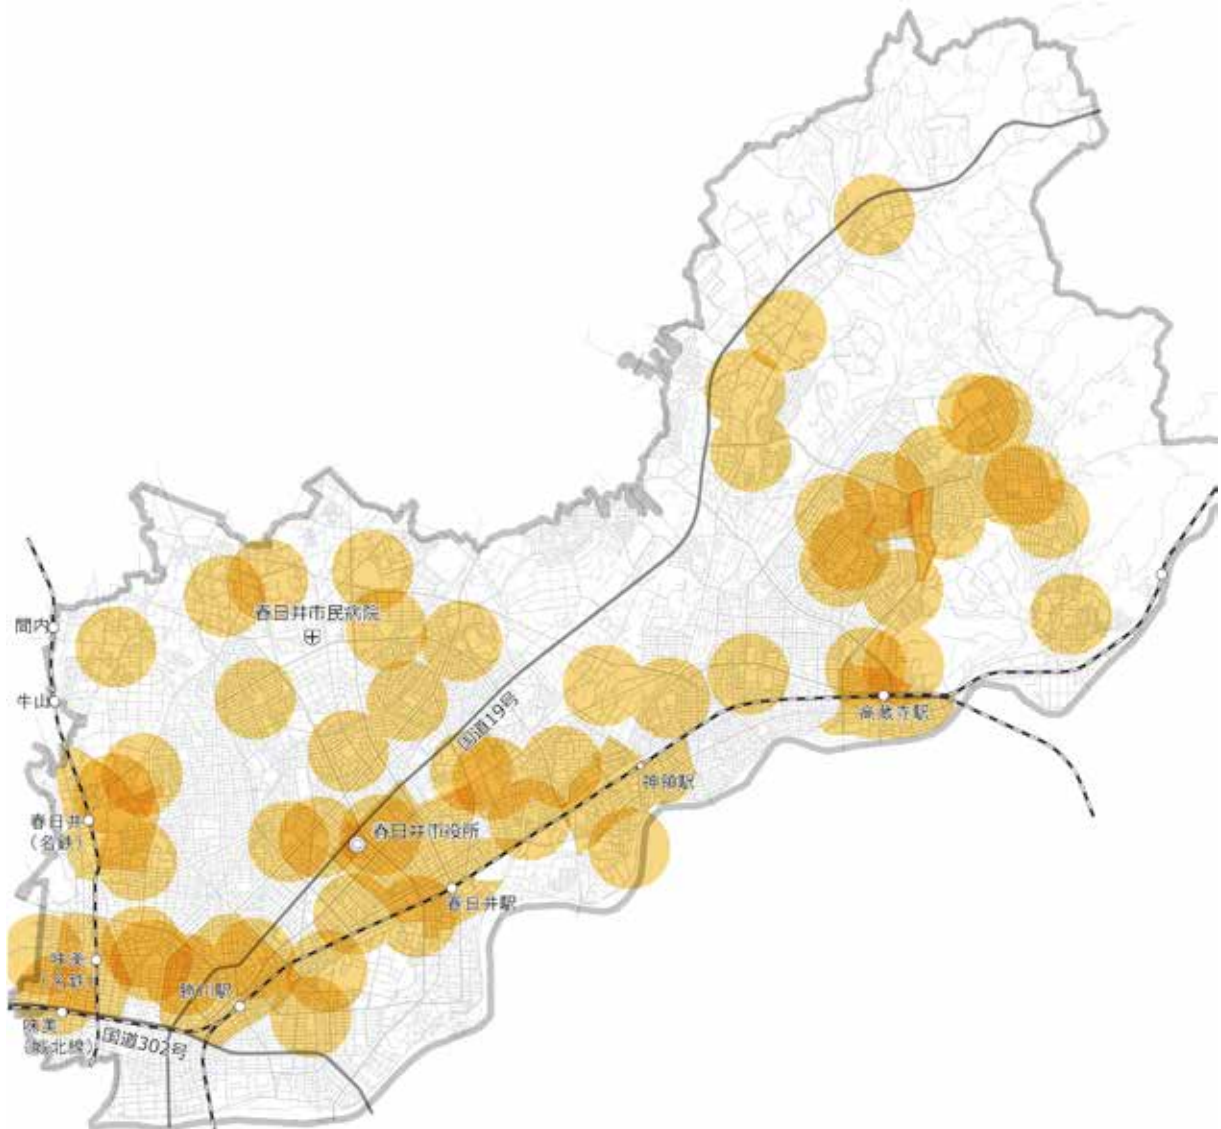 春日井市民病院
間内
牛山
国道19号
高蔵寺駅
神領駅
春日井
（名鉄）
春日井市役所
春日井駅
味美
（名鉄）
勝川駅
味美
（城北線）
国道302号